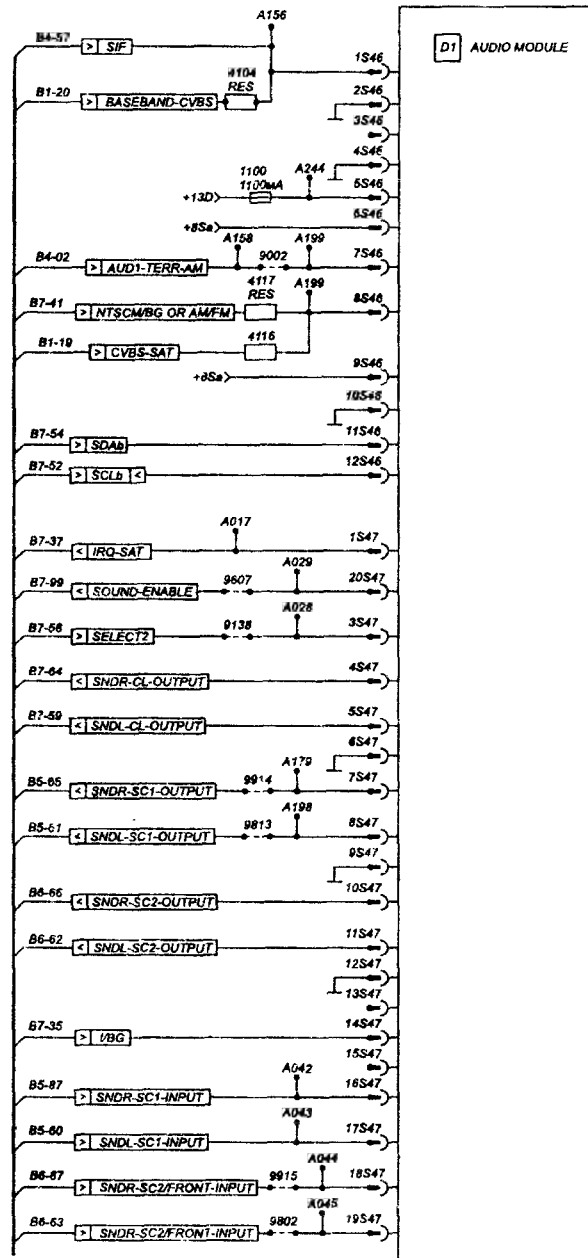 A156
D1 AUDIO MODULE
B4-57 > SIF
1S46
4104
RES
B1-20 > BASEBAND-CVBS
2S46
3S46
4S46
1100
1100mA
A244
+13D 5S46
+8Sa 6S46
A158 9002 A199
B4-02 > AUD1-TERR-AM 7S46
4117
RES
A199
B7-41 > NTSCM/BG OR AM/FM 8S46
4116
B1-19 > CVBS-SAT
+8Sa 9S46
10S46
B7-54 > SDAb 11S46
B7-52 > SCLb < 12S46
A017
B7-37 < IRQ-SAT 1S47
A029
B7-99 < SOUND-ENABLE 9607 20S47
A028
B7-56 > SELECT2 9138 3S47
B7-64 < SNDR-CL-OUTPUT 4S47
B7-59 < SNDL-CL-OUTPUT 5S47
6S47
A179
B5-65 < SNDR-SC1-OUTPUT 9914 7S47
A198
B5-61 < SNDL-SC1-OUTPUT 9813 8S47
9S47
B6-66 < SNDR-SC2-OUTPUT 10S47
B6-62 < SNDL-SC2-OUTPUT 11S47
12S47
13S47
B7-35 > I/BG 14S47
15S47
A042
B5-87 > SNDR-SC1-INPUT 16S47
A043
B5-60 > SNDL-SC1-INPUT 17S47
A044
B6-67 > SNDR-SC2/FRONT-INPUT 9915 18S47
A045
B6-63 > SNDR-SC2/FRONT-INPUT 9802 19S47